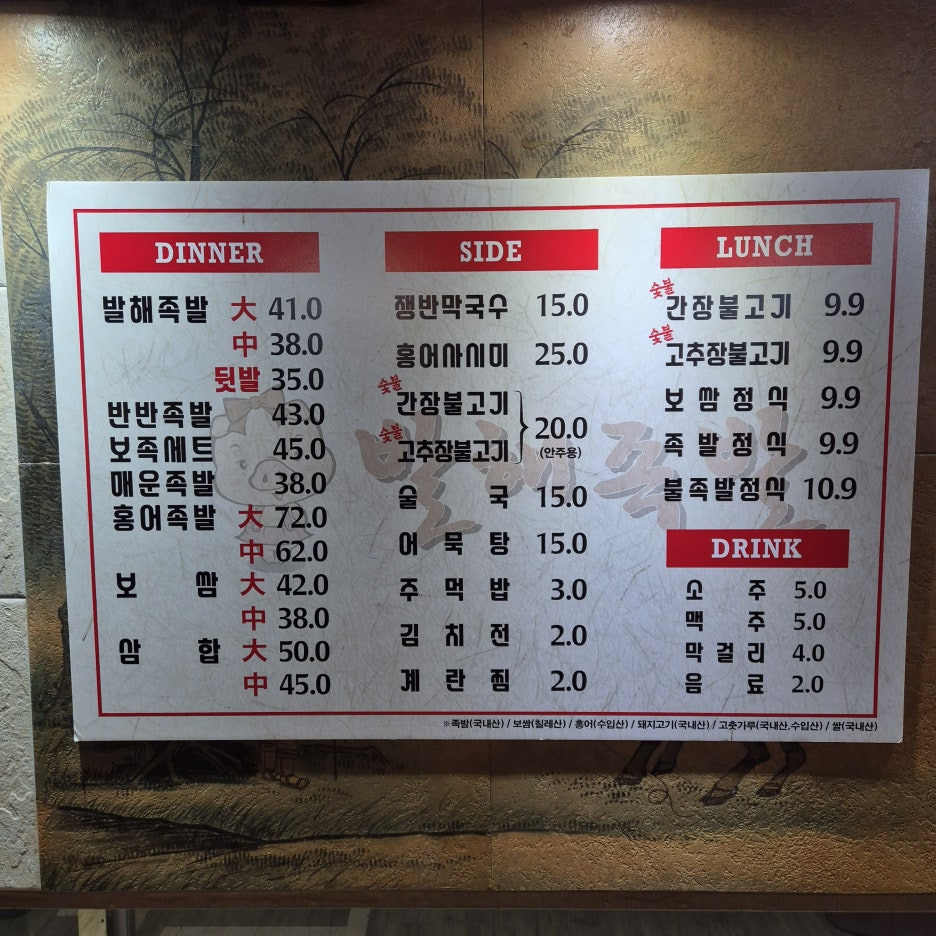 DINNER
발해족발 大 41.0
中 38.0
뒷발 35.0
반반족발 43.0
보족세트 45.0
매운족발 38.0
홍어족발 大 72.0
中 62.0
보쌈 大 42.0
中 38.0
삼합 大 50.0
中 45.0
SIDE
쟁반막국수 15.0
홍어사시미 25.0
숯불 간장불고기
숯불 고추장불고기
20.0
(안주용)
술국 15.0
어묵탕 15.0
주먹밥 3.0
김치전 2.0
계란찜 2.0
LUNCH
숯불 간장불고기 9.9
숯불 고추장불고기 9.9
보쌈정식 9.9
족발정식 9.9
불족발정식 10.9
DRINK
소주 5.0
맥주 5.0
막걸리 4.0
음료 2.0
발해족발
※족발(국내산) / 보쌈(칠레산) / 홍어(수입산) / 돼지고기(국내산) / 고춧가루(국내산,수입산) / 쌀(국내산)